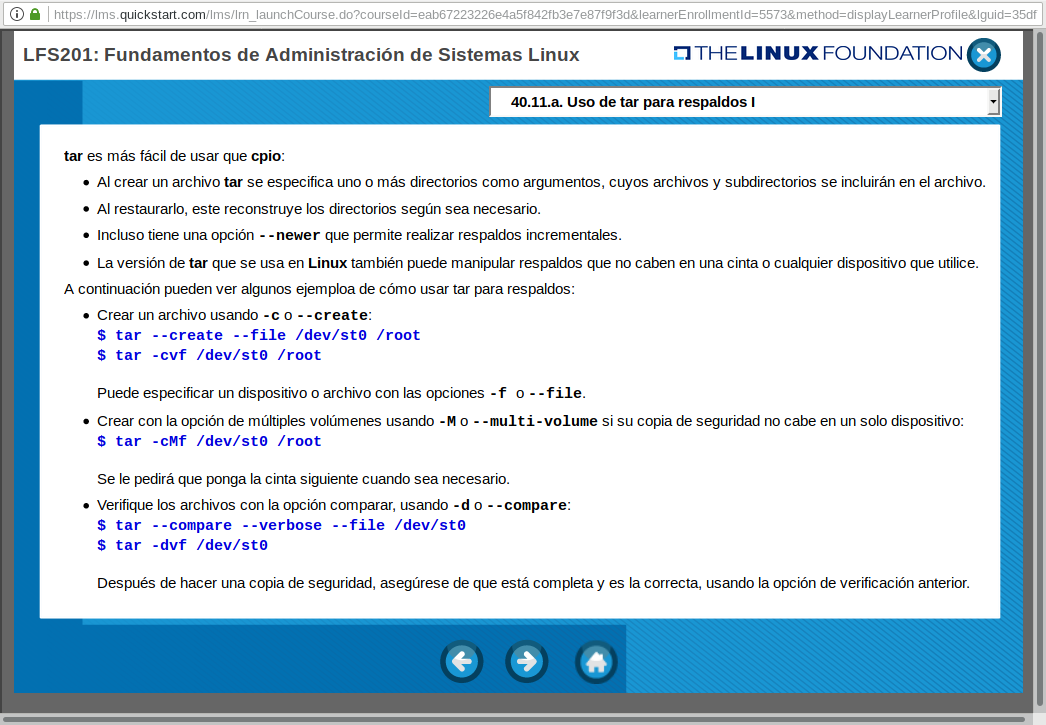 https://lms.quickstart.com/lms/lrn_launchCourse.do?courseId=eab67223226e4a5f842fb3e7e87f9f3d&learnerEnrollmentId=5573&method=displayLearnerProfile&lguid=35df
LFS201: Fundamentos de Administración de Sistemas Linux
THE LINUX FOUNDATION
40.11.a. Uso de tar para respaldos I
tar es más fácil de usar que cpio:
• Al crear un archivo tar se especifica uno o más directorios como argumentos, cuyos archivos y subdirectorios se incluirán en el archivo.
• Al restaurarlo, este reconstruye los directorios según sea necesario.
• Incluso tiene una opción --newer que permite realizar respaldos incrementales.
• La versión de tar que se usa en Linux también puede manipular respaldos que no caben en una cinta o cualquier dispositivo que utilice.
A continuación pueden ver algunos ejemploa de cómo usar tar para respaldos:
• Crear un archivo usando -c o --create:
$ tar --create --file /dev/st0 /root
$ tar -cvf /dev/st0 /root
Puede especificar un dispositivo o archivo con las opciones -f o --file.
• Crear con la opción de múltiples volúmenes usando -M o --multi-volume si su copia de seguridad no cabe en un solo dispositivo:
$ tar -cMf /dev/st0 /root
Se le pedirá que ponga la cinta siguiente cuando sea necesario.
• Verifique los archivos con la opción comparar, usando -d o --compare:
$ tar --compare --verbose --file /dev/st0
$ tar -dvf /dev/st0
Después de hacer una copia de seguridad, asegúrese de que está completa y es la correcta, usando la opción de verificación anterior.